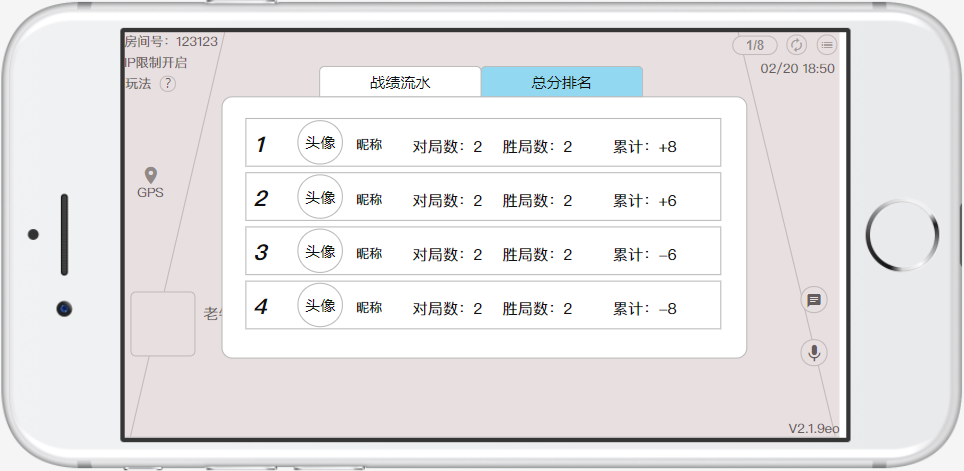 房间号：123123
1/8
IP限制开启
02/20 18:50
玩法 ?
战绩流水 总分排名
1 头像 昵称 对局数：2 胜局数：2 累计：+8
2 头像 昵称 对局数：2 胜局数：2 累计：+6
GPS
3 头像 昵称 对局数：2 胜局数：2 累计：-6
4 头像 昵称 对局数：2 胜局数：2 累计：-8
老
V2.1.9eo